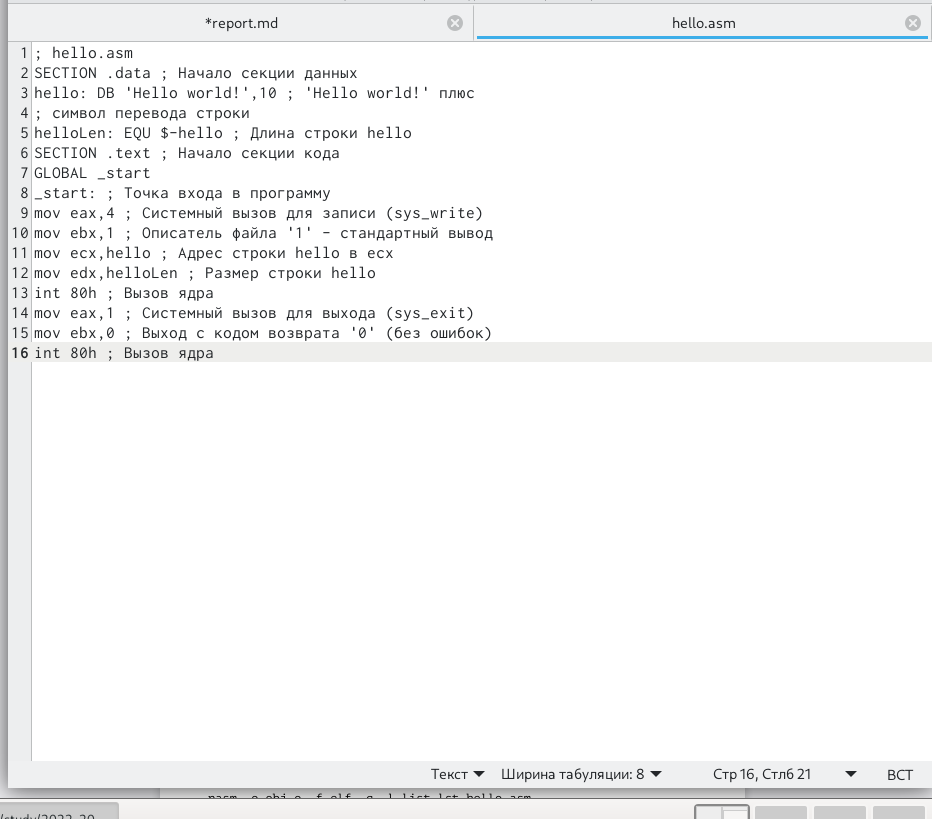 *report.md
hello.asm
1 ; hello.asm
2 SECTION .data ; Начало секции данных
3 hello: DB 'Hello world!',10 ; 'Hello world!' плюс
4 ; символ перевода строки
5 helloLen: EQU $-hello ; Длина строки hello
6 SECTION .text ; Начало секции кода
7 GLOBAL _start
8 _start: ; Точка входа в программу
9 mov eax,4 ; Системный вызов для записи (sys_write)
10 mov ebx,1 ; Описатель файла '1' - стандартный вывод
11 mov ecx,hello ; Адрес строки hello в ecx
12 mov edx,helloLen ; Размер строки hello
13 int 80h ; Вызов ядра
14 mov eax,1 ; Системный вызов для выхода (sys_exit)
15 mov ebx,0 ; Выход с кодом возврата '0' (без ошибок)
16 int 80h ; Вызов ядра
Текст Ширина табуляции: 8 Стр 16, Стлб 21 ВСТ